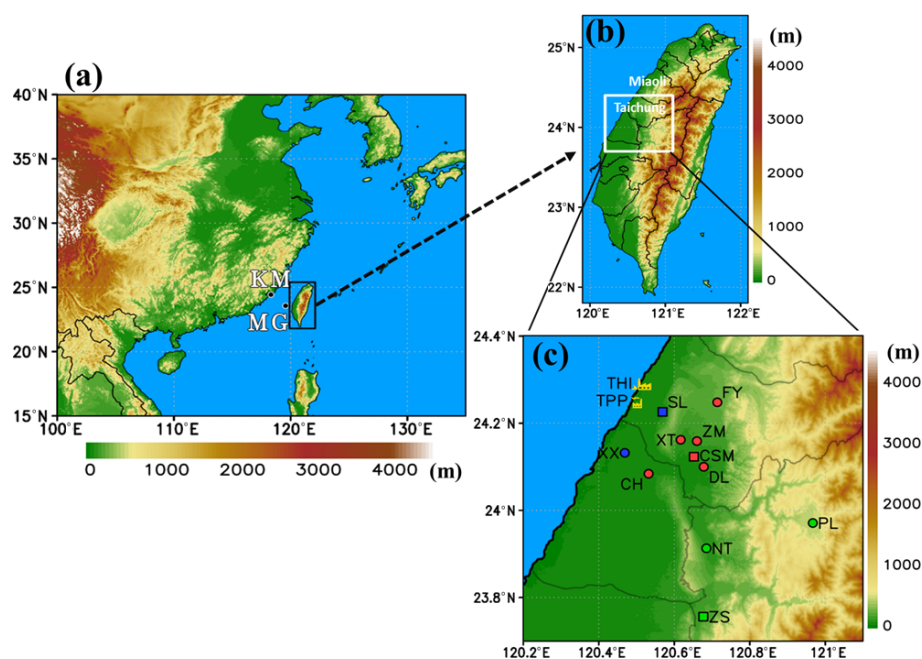 (a)
40°N
35°N
30°N
25°N
20°N
15°N
100°E
110°E
120°E
130°E
KM
MG
0
1000
2000
3000
4000
(m)
(b)
25°N
24°N
23°N
22°N
120°E
121°E
122°E
Miaoli
Taichung
(m)
4000
3000
2000
1000
0
(c)
24.4°N
24.2°N
24°N
23.8°N
120.2°E
120.4°E
120.6°E
120.8°E
121°E
THI
TPP
SL
FY
XT
ZM
XX
CSM
CH
DL
PL
NT
ZS
(m)
4000
3000
2000
1000
0